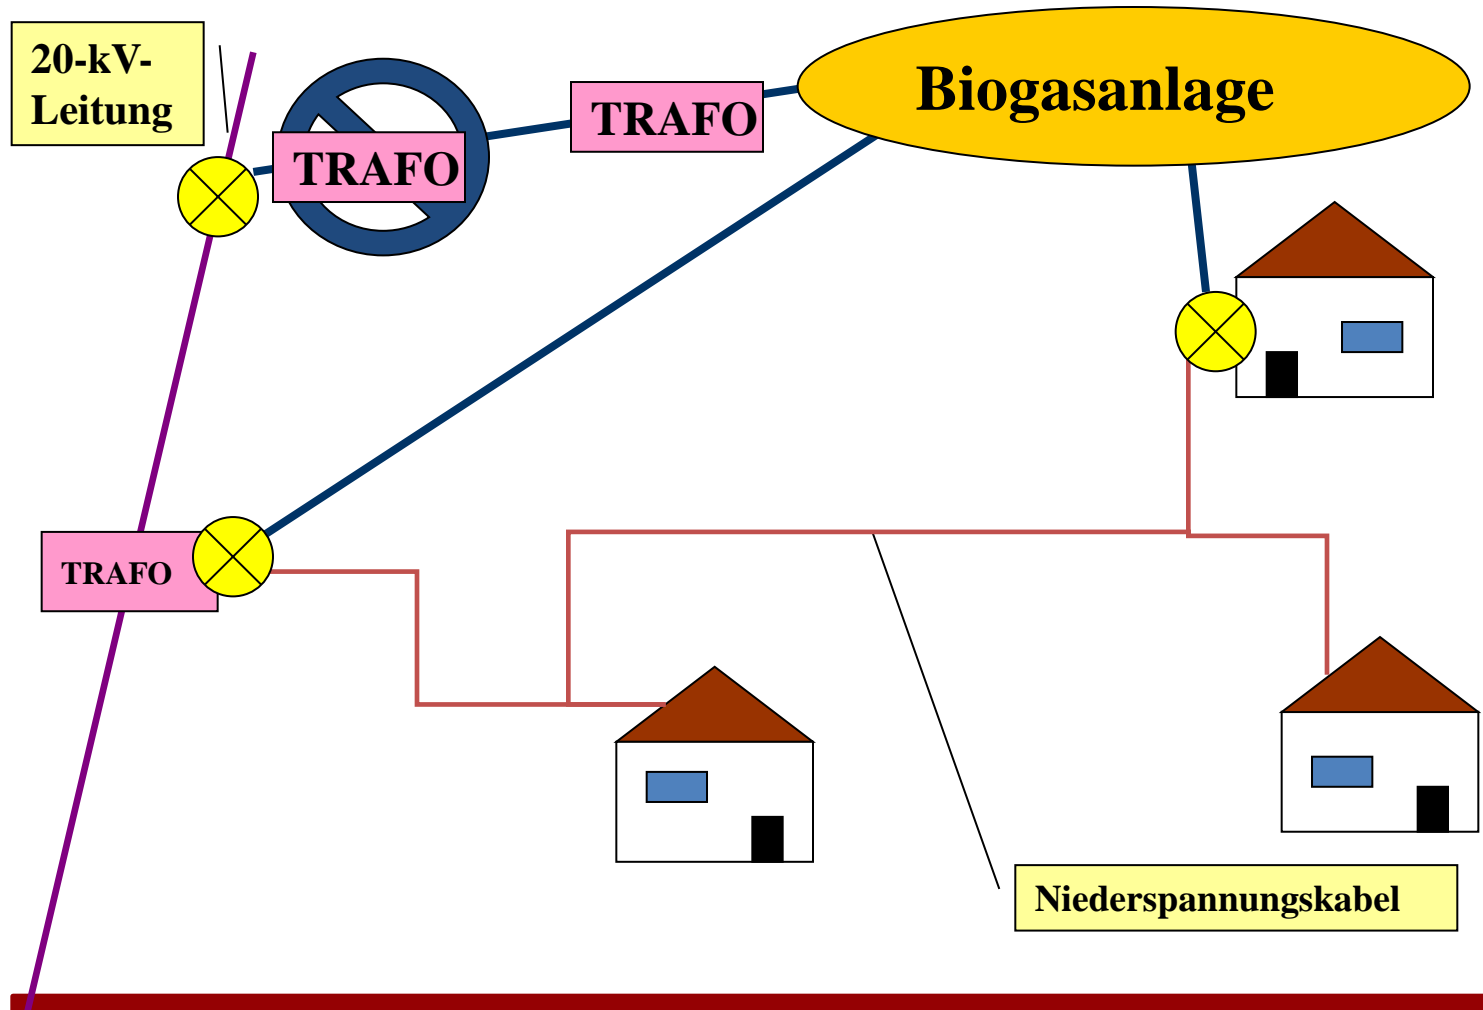 20-kV-
Leitung
TRAFO
TRAFO
Biogasanlage
TRAFO
Niederspannungskabel